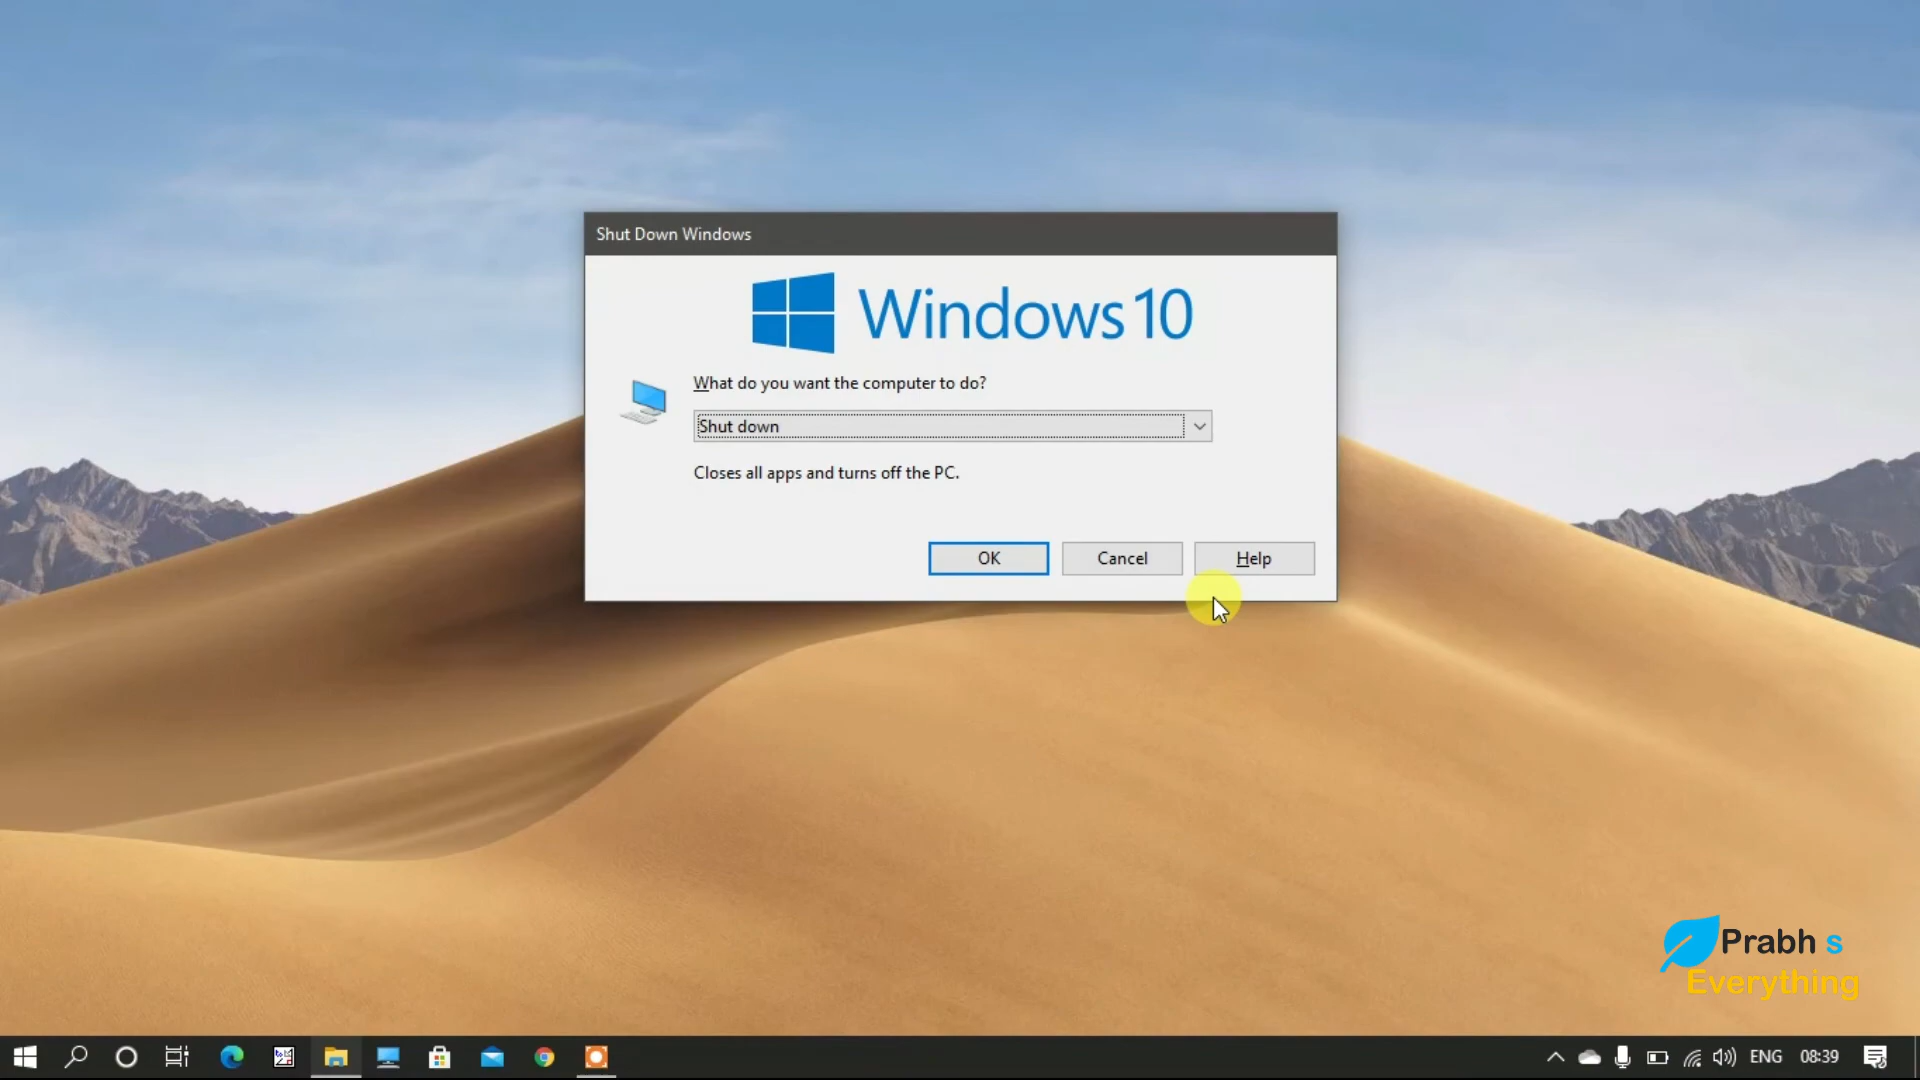 Shut Down Windows
Windows 10
What do you want the computer to do?
Shut down
Closes all apps and turns off the PC.
OK
Cancel
Help
Prabh s
Everything
ENG
08:39